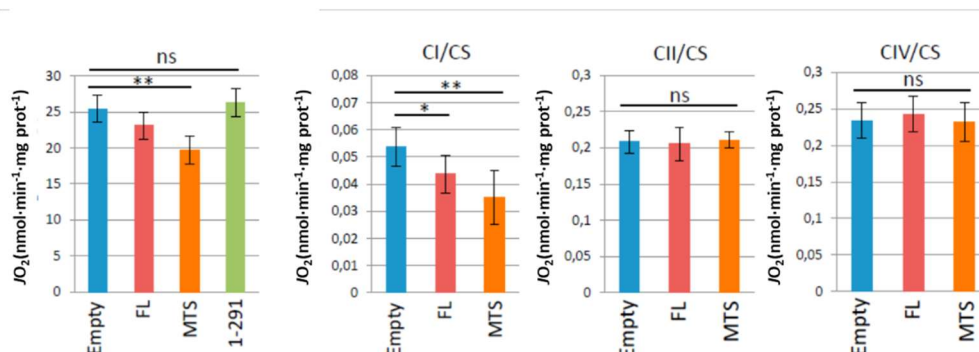 ns
**
30
25
20
15
10
5
0
JO₂(nmol·min⁻¹·mg prot⁻¹)
Empty
FL
MTS
1-291
CI/CS
**
*
0,08
0,07
0,06
0,05
0,04
0,03
0,02
0,01
0
JO₂(nmol·min⁻¹·mg prot⁻¹)
Empty
FL
MTS
CII/CS
ns
0,3
0,25
0,2
0,15
0,1
0,05
0
JO₂(nmol·min⁻¹·mg prot⁻¹)
Empty
FL
MTS
CIV/CS
ns
0,3
0,25
0,2
0,15
0,1
0,05
0
JO₂(nmol·min⁻¹·mg prot⁻¹)
Empty
FL
MTS